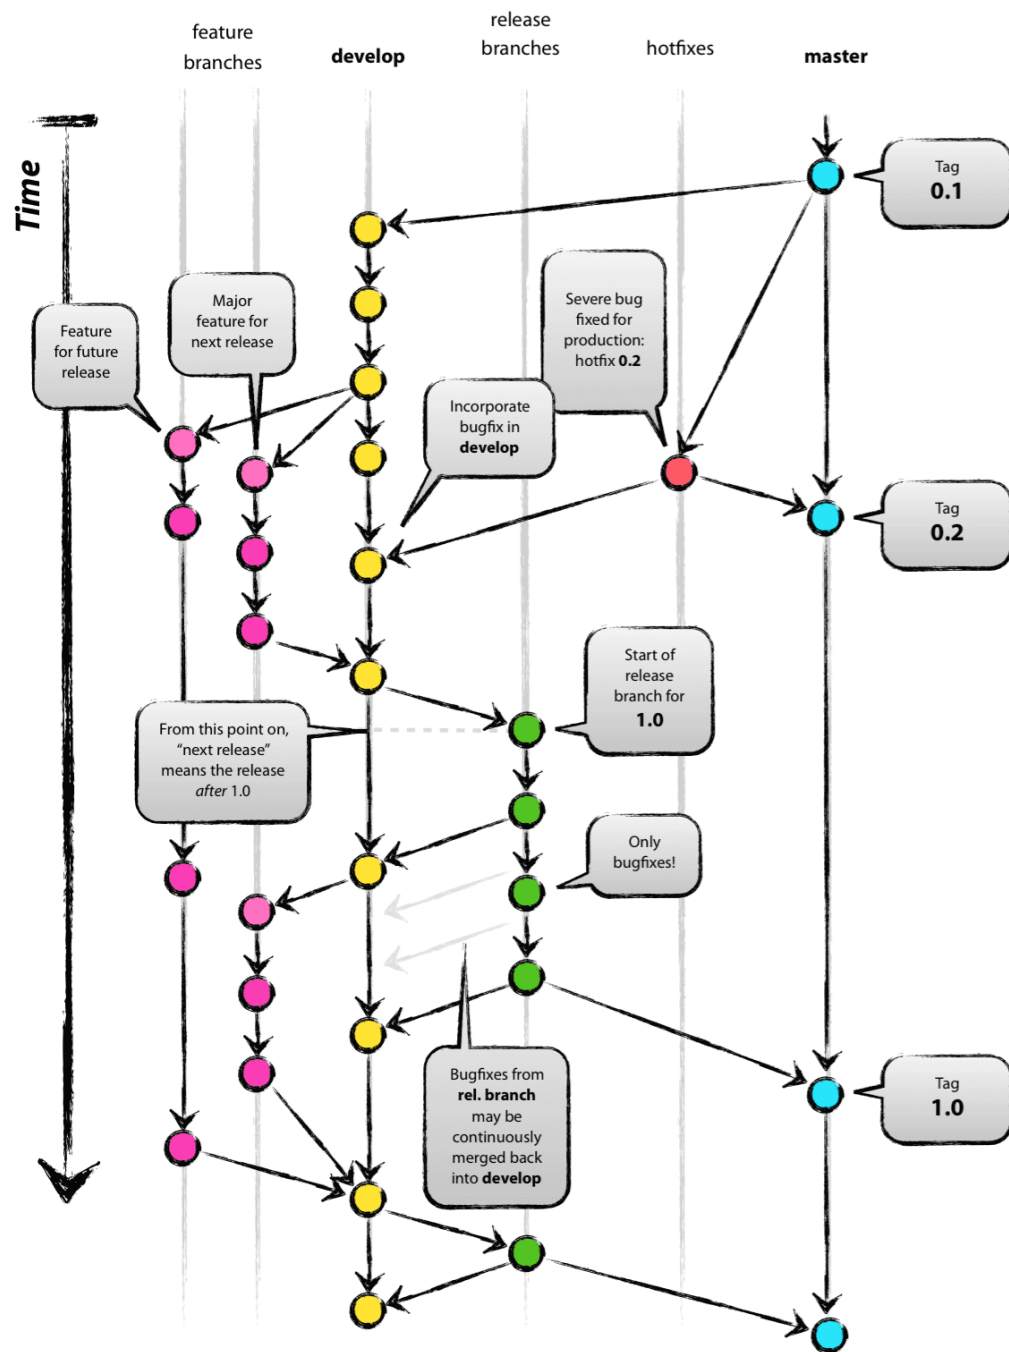 feature
branches
develop
release
branches
hotfixes
master
Time
Tag
0.1
Severe bug
fixed for
production:
hotfix 0.2
Major
feature for
next release
Feature
for future
release
Incorporate
bugfix in
develop
Tag
0.2
Start of
release
branch for
1.0
From this point on,
“next release”
means the release
after 1.0
Only
bugfixes!
Bugfixes from
rel. branch
may be
continuously
merged back
into develop
Tag
1.0